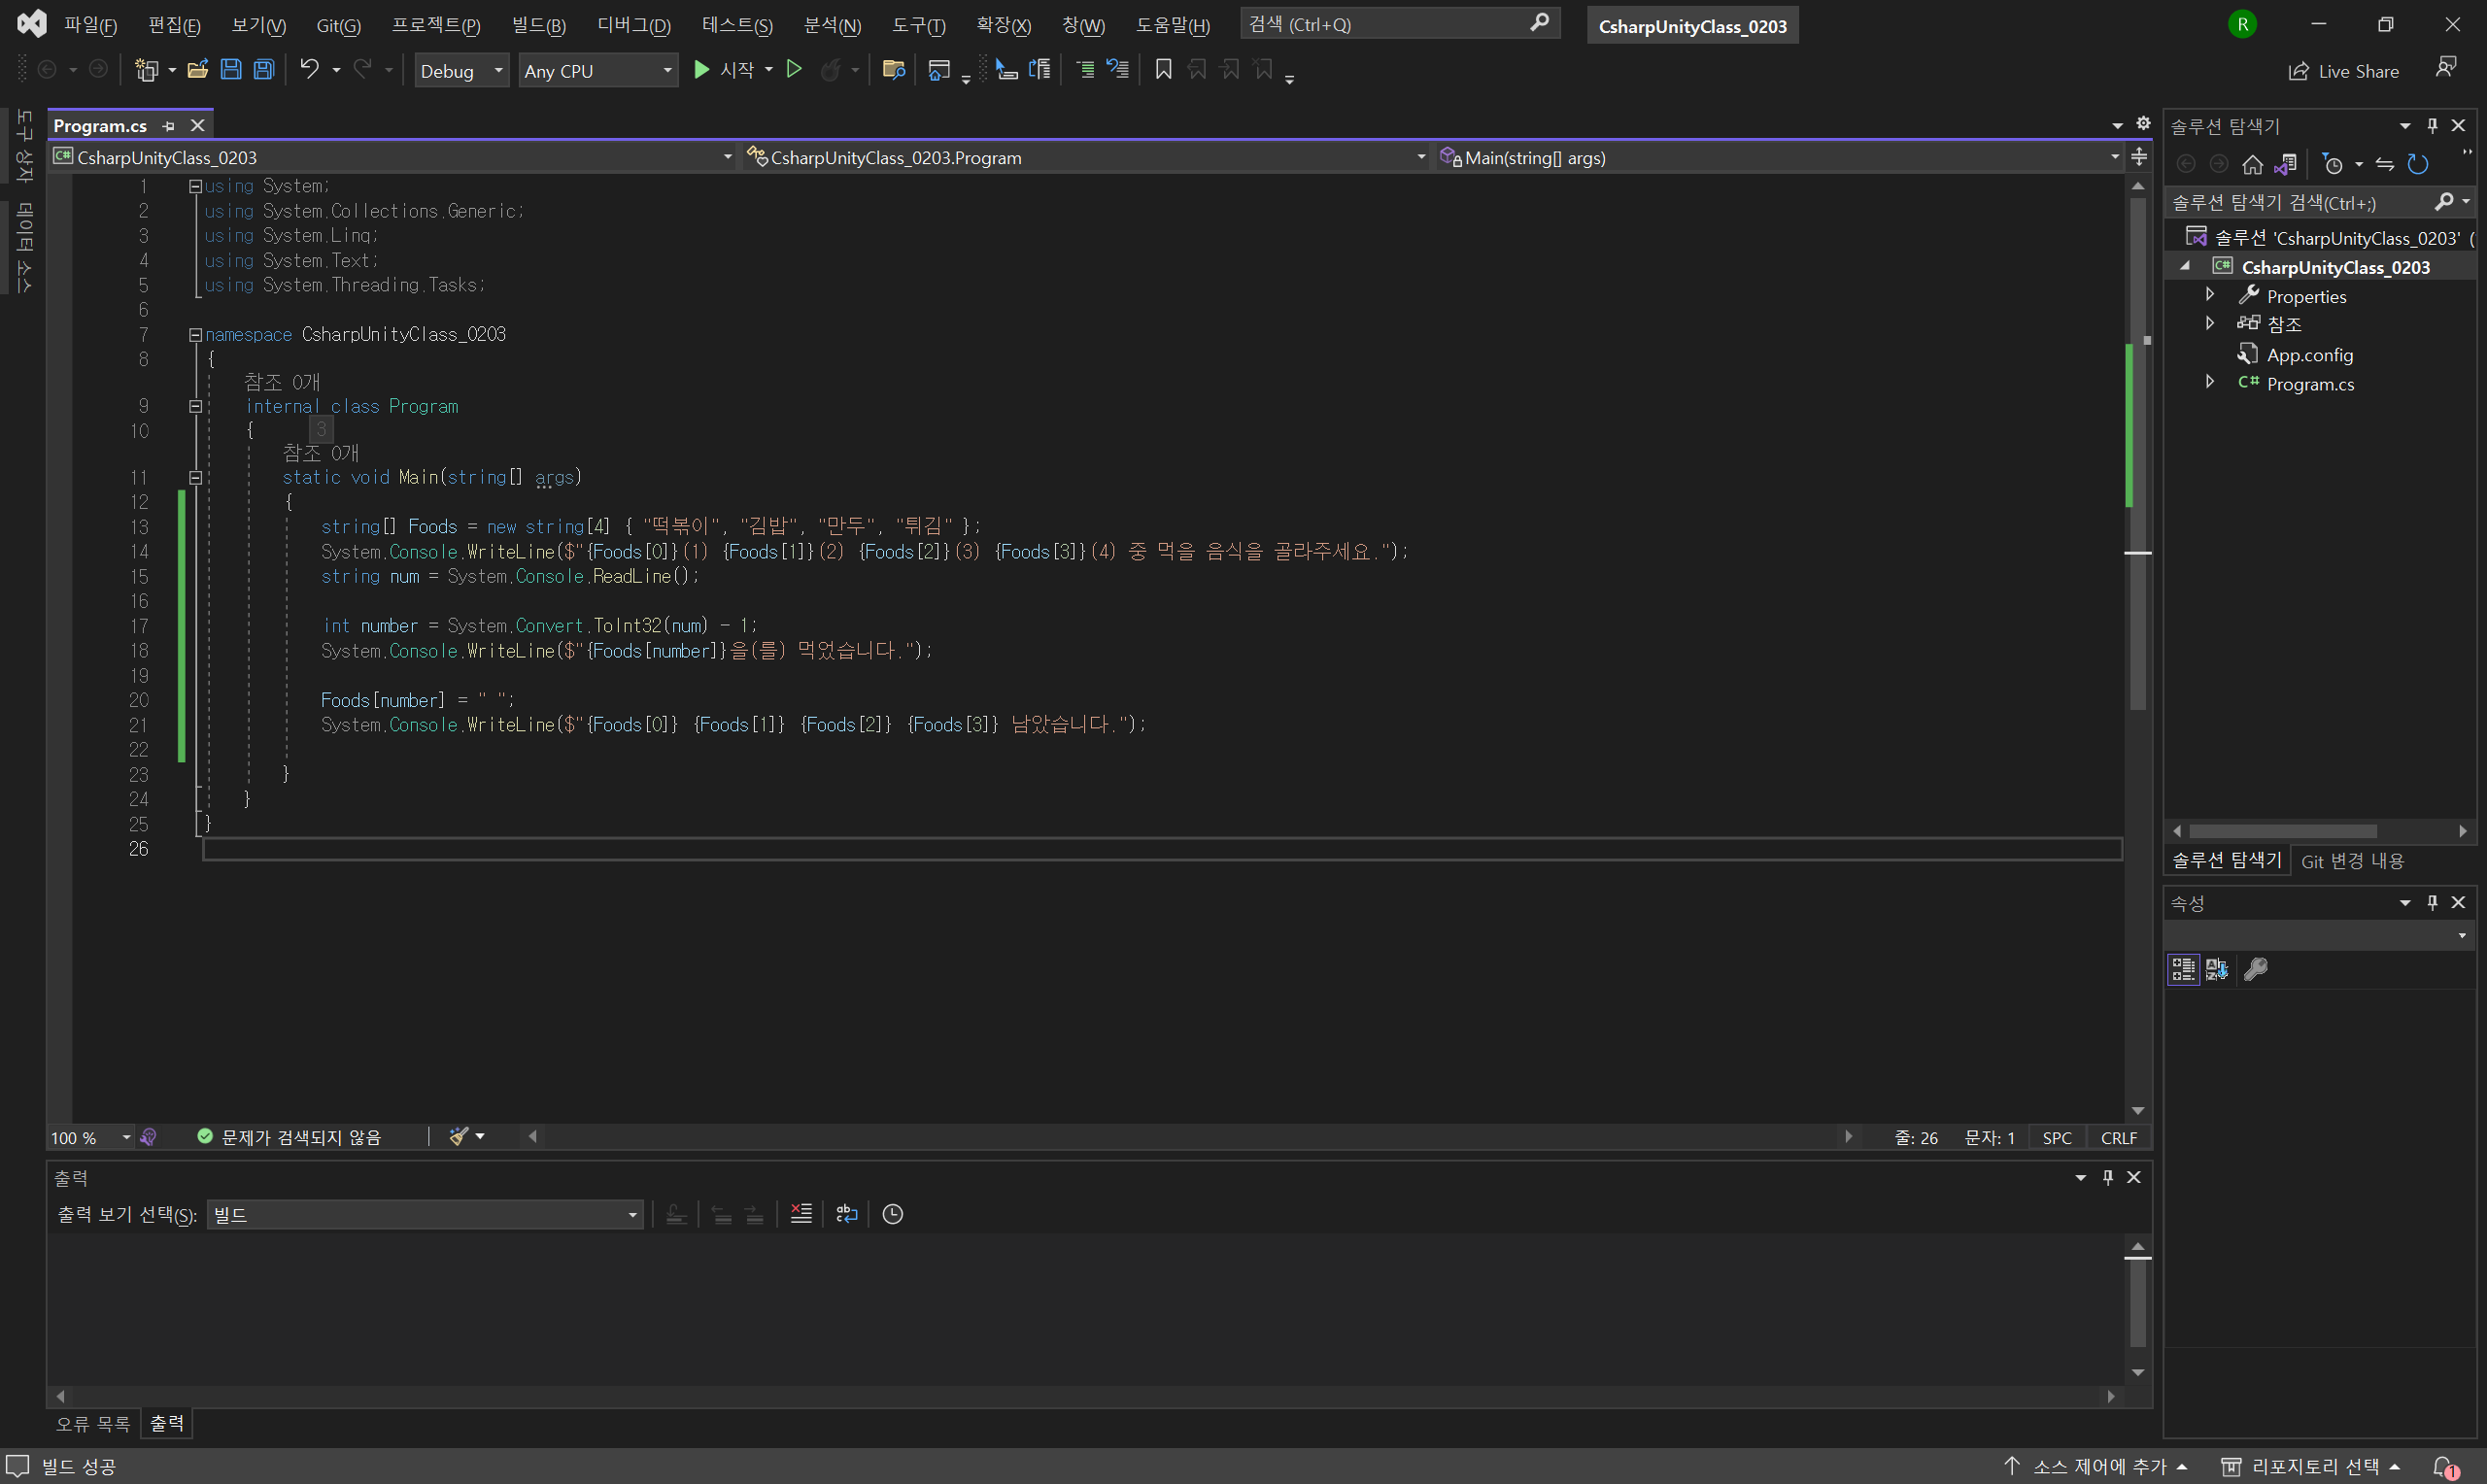 파일(F) 편집(E) 보기(V) Git(G) 프로젝트(P) 빌드(B) 디버그(D) 테스트(S) 분석(N) 도구(T) 확장(X) 창(W) 도움말(H) 검색 (Ctrl+Q) CsharpUnityClass_0203 R
Debug Any CPU 시작 Live Share
도구 상자
데이터 소스
Program.cs
CsharpUnityClass_0203 CsharpUnityClass_0203.Program Main(string[] args)
1 using System;
2 using System.Collections.Generic;
3 using System.Linq;
4 using System.Text;
5 using System.Threading.Tasks;
6
7 namespace CsharpUnityClass_0203
8 {
참조 0개
9 internal class Program
10 { 3
참조 0개
11 static void Main(string[] args)
12 {
13 string[] Foods = new string[4] { "떡볶이", "김밥", "만두", "튀김" };
14 System.Console.WriteLine($"{Foods[0]}(1) {Foods[1]}(2) {Foods[2]}(3) {Foods[3]}(4) 중 먹을 음식을 골라주세요.");
15 string num = System.Console.ReadLine();
16
17 int number = System.Convert.ToInt32(num) - 1;
18 System.Console.WriteLine($"{Foods[number]}을(를) 먹었습니다.");
19
20 Foods[number] = " ";
21 System.Console.WriteLine($"{Foods[0]} {Foods[1]} {Foods[2]} {Foods[3]} 남았습니다.");
22
23 }
24 }
25 }
26
100 % 문제가 검색되지 않음 줄: 26 문자: 1 SPC CRLF
출력
출력 보기 선택(S): 빌드
오류 목록 출력
솔루션 탐색기
솔루션 탐색기 검색(Ctrl+;)
솔루션 'CsharpUnityClass_0203' (
CsharpUnityClass_0203
Properties
참조
App.config
C# Program.cs
솔루션 탐색기 Git 변경 내용
속성
빌드 성공 소스 제어에 추가 리포지토리 선택 1